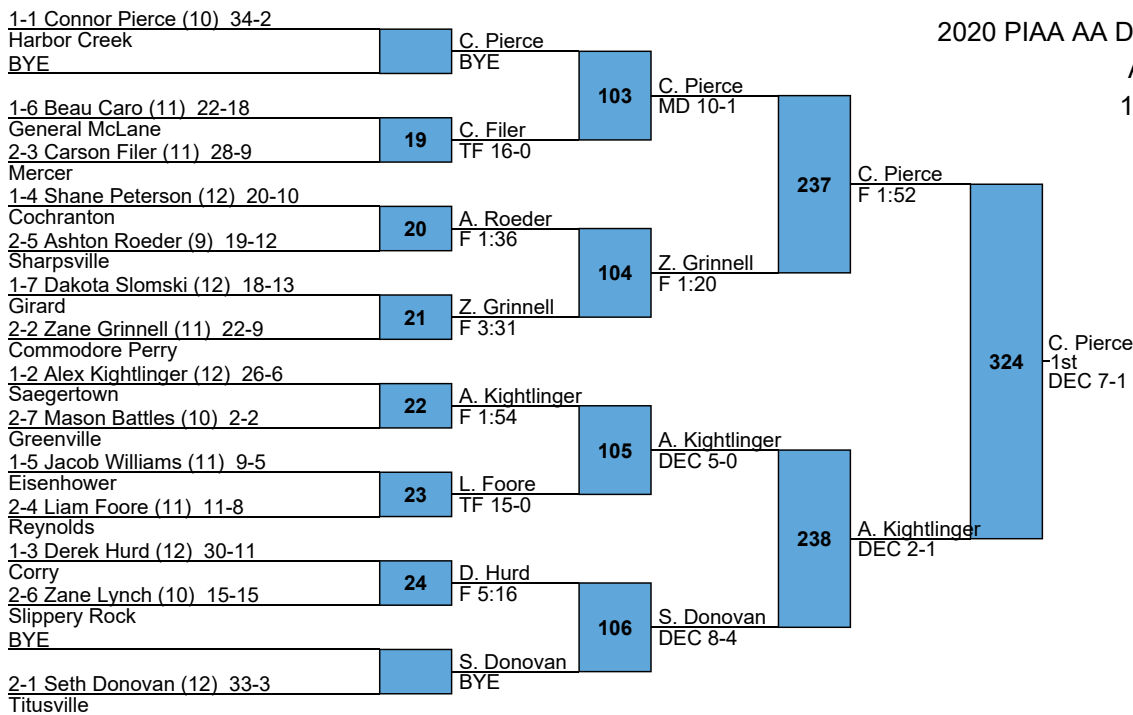 1-1 Connor Pierce (10) 34-2
Harbor Creek
BYE
1-6 Beau Caro (11) 22-18
General McLane
2-3 Carson Filer (11) 28-9
Mercer
1-4 Shane Peterson (12) 20-10
Cochranton
2-5 Ashton Roeder (9) 19-12
Sharpsville
1-7 Dakota Slomski (12) 18-13
Girard
2-2 Zane Grinnell (11) 22-9
Commodore Perry
1-2 Alex Kightlinger (12) 26-6
Saegertown
2-7 Mason Battles (10) 2-2
Greenville
1-5 Jacob Williams (11) 9-5
Eisenhower
2-4 Liam Foore (11) 11-8
Reynolds
1-3 Derek Hurd (12) 30-11
Corry
2-6 Zane Lynch (10) 15-15
Slippery Rock
BYE
2-1 Seth Donovan (12) 33-3
Titusville
19
20
21
22
23
24
C. Pierce
BYE
C. Filer
TF 16-0
A. Roeder
F 1:36
Z. Grinnell
F 3:31
A. Kightlinger
F 1:54
L. Foore
TF 15-0
D. Hurd
F 5:16
S. Donovan
BYE
103
104
105
106
C. Pierce
MD 10-1
Z. Grinnell
F 1:20
A. Kightlinger
DEC 5-0
S. Donovan
DEC 8-4
237
238
C. Pierce
F 1:52
A. Kightlinger
DEC 2-1
324
C. Pierce
1st
DEC 7-1
2020 PIAA AA D
1